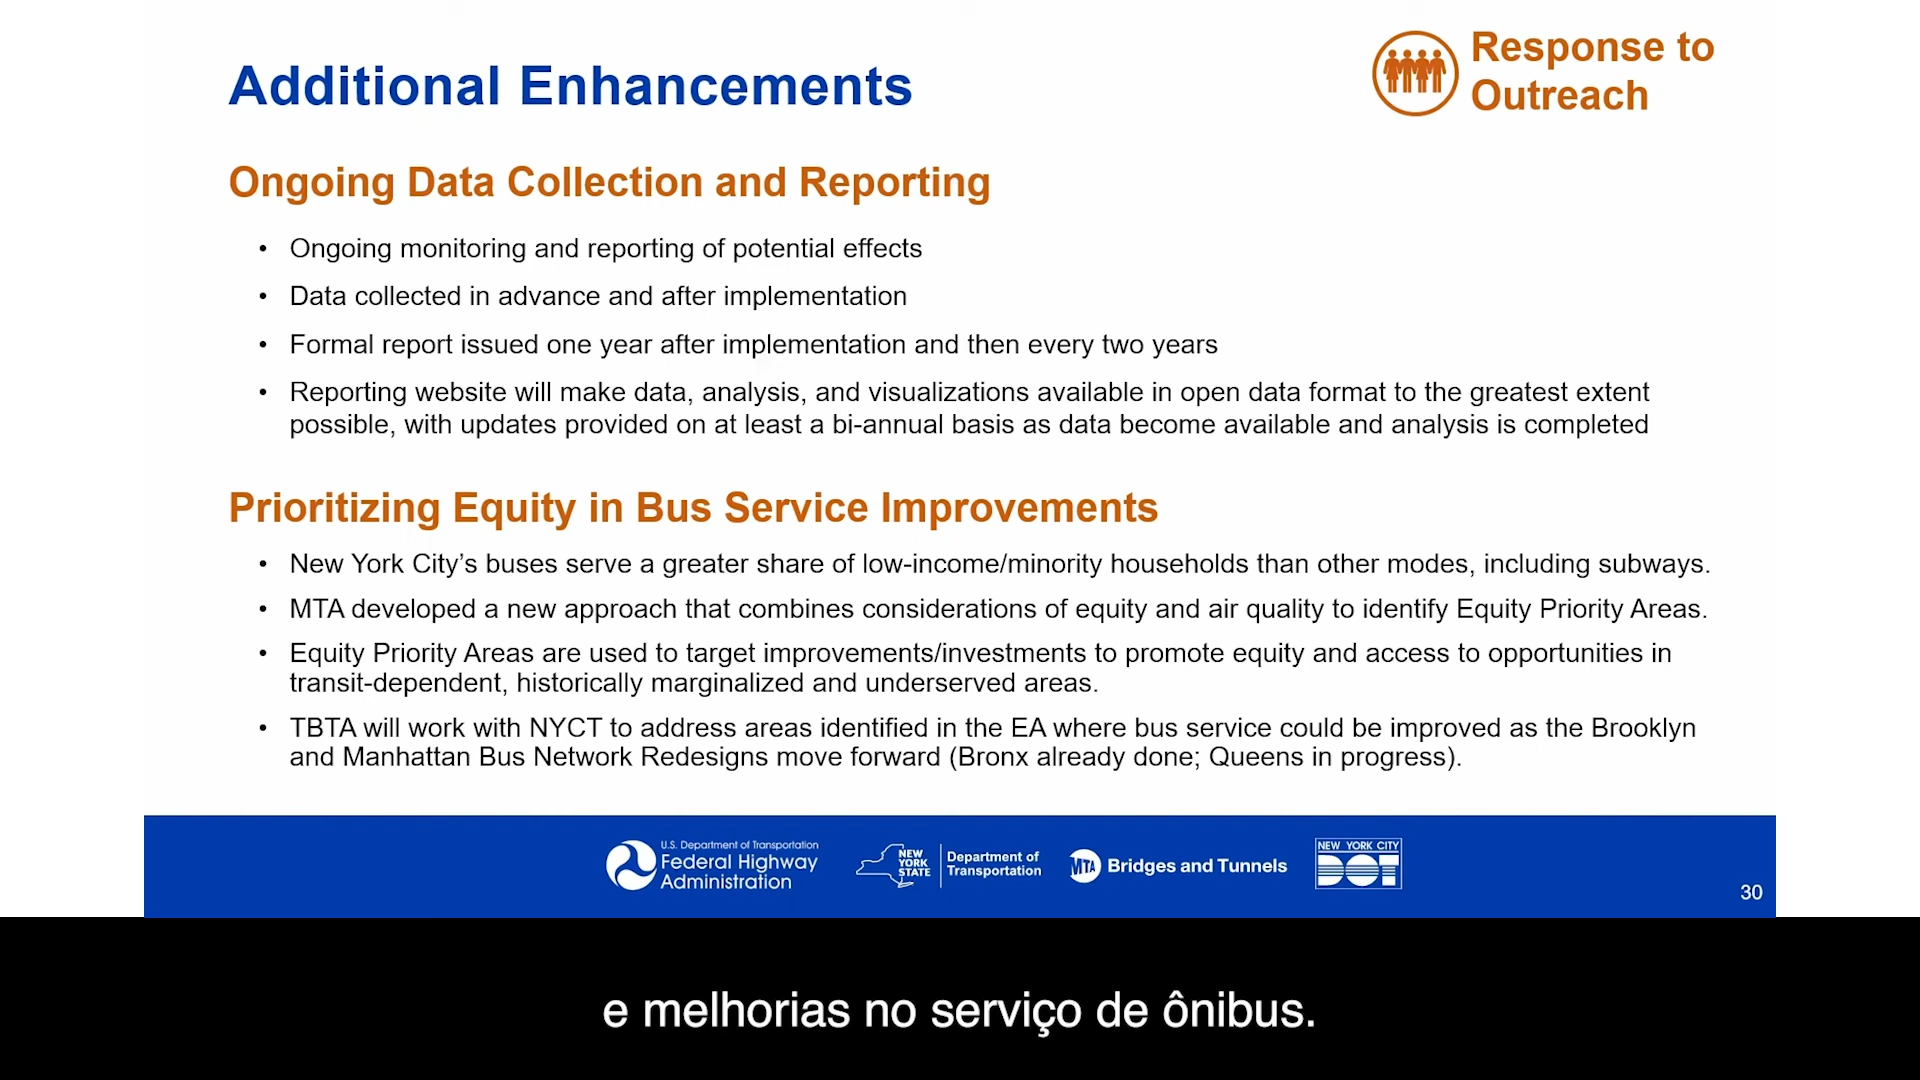 Response to
Outreach
Additional Enhancements
Ongoing Data Collection and Reporting
• Ongoing monitoring and reporting of potential effects
• Data collected in advance and after implementation
• Formal report issued one year after implementation and then every two years
• Reporting website will make data, analysis, and visualizations available in open data format to the greatest extent
possible, with updates provided on at least a bi-annual basis as data become available and analysis is completed
Prioritizing Equity in Bus Service Improvements
• New York City’s buses serve a greater share of low-income/minority households than other modes, including subways.
• MTA developed a new approach that combines considerations of equity and air quality to identify Equity Priority Areas.
• Equity Priority Areas are used to target improvements/investments to promote equity and access to opportunities in
transit-dependent, historically marginalized and underserved areas.
• TBTA will work with NYCT to address areas identified in the EA where bus service could be improved as the Brooklyn
and Manhattan Bus Network Redesigns move forward (Bronx already done; Queens in progress).
U.S. Department of Transportation
Federal Highway
Administration
NEW
YORK
STATE
Department of
Transportation
MTA Bridges and Tunnels
NEW YORK CITY
DOT
30
e melhorias no serviço de ônibus.